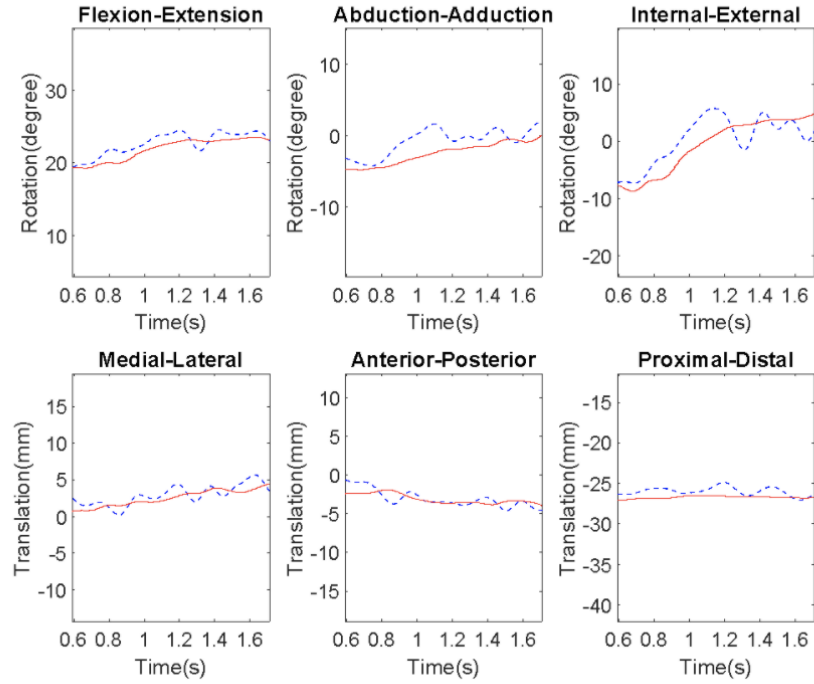 Flexion-Extension
Rotation(degree)
30
20
10
0.6 0.8 1 1.2 1.4 1.6
Time(s)
Abduction-Adduction
Rotation(degree)
10
0
-10
0.6 0.8 1 1.2 1.4 1.6
Time(s)
Internal-External
Rotation(degree)
10
0
-10
-20
0.6 0.8 1 1.2 1.4 1.6
Time(s)
Medial-Lateral
Translation(mm)
15
10
5
0
-5
-10
0.6 0.8 1 1.2 1.4 1.6
Time(s)
Anterior-Posterior
Translation(mm)
10
5
0
-5
-10
-15
0.6 0.8 1 1.2 1.4 1.6
Time(s)
Proximal-Distal
Translation(mm)
-15
-20
-25
-30
-35
-40
0.6 0.8 1 1.2 1.4 1.6
Time(s)